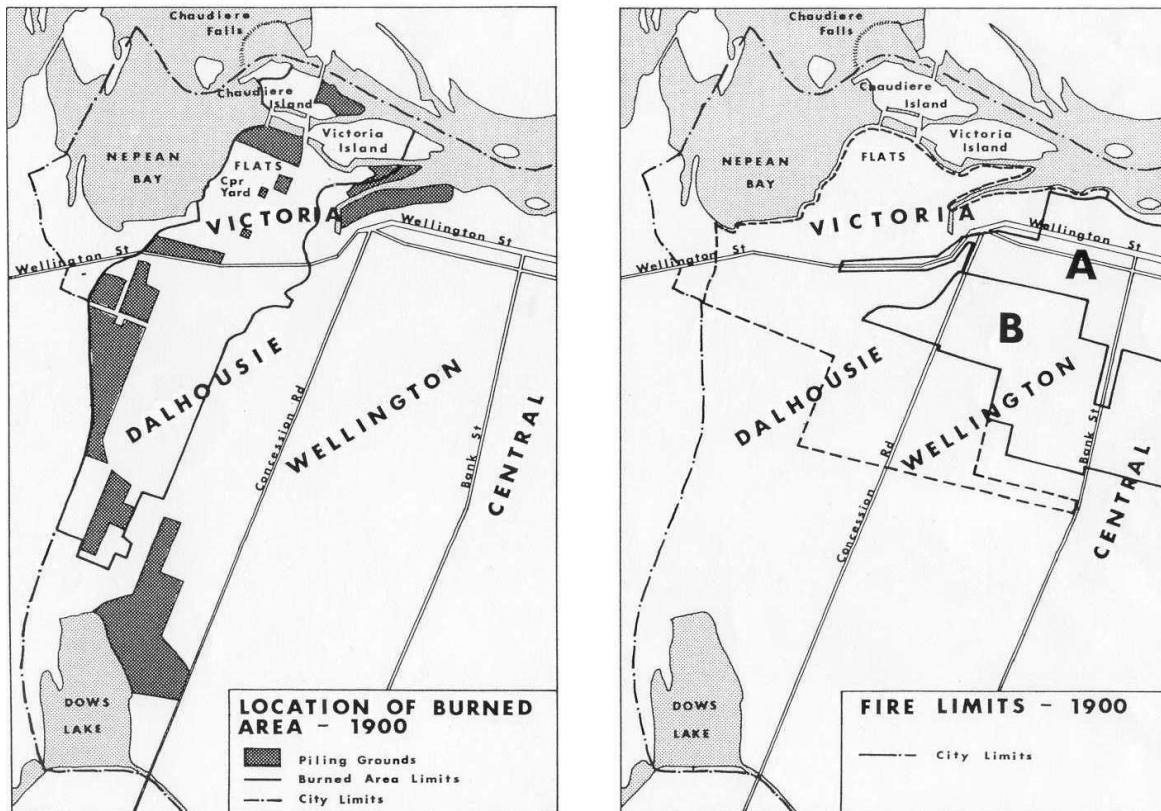 Chaudiere
Falls
Chaudiere
Island
Victoria
Island
NEPEAN
BAY
FLATS
Cpr
Yard
VICTORIA
Wellington St
Wellington St
DALHOUSIE
WELLINGTON
Concession Rd
Bank St
CENTRAL
DOWS
LAKE
LOCATION OF BURNED
AREA - 1900
Piling Grounds
Burned Area Limits
City Limits
Chaudiere
Falls
Chaudiere
Island
Victoria
Island
NEPEAN
BAY
FLATS
VICTORIA
Wellington St
Wellington St
A
B
DALHOUSIE
WELLINGTON
Concession Rd
Bank St
CENTRAL
DOWS
LAKE
FIRE LIMITS - 1900
City Limits